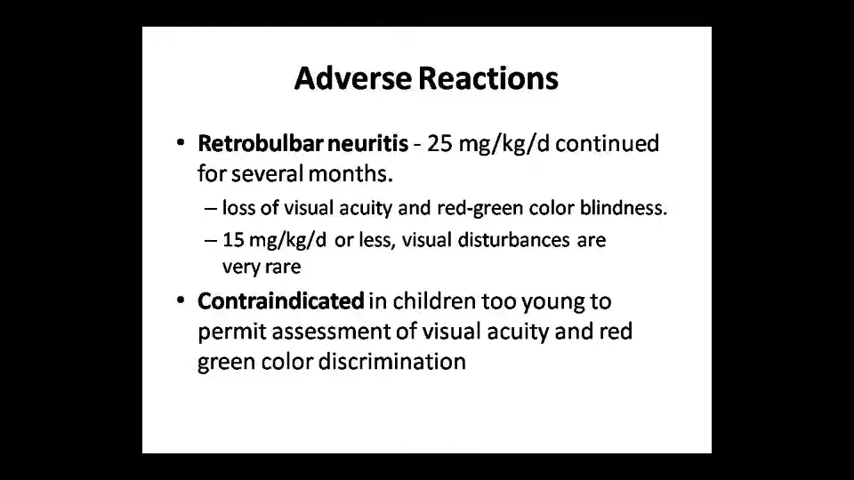 Adverse Reactions
• Retrobulbar neuritis - 25 mg/kg/d continued
for several months.
– loss of visual acuity and red-green color blindness.
– 15 mg/kg/d or less, visual disturbances are
very rare
• Contraindicated in children too young to
permit assessment of visual acuity and red
green color discrimination